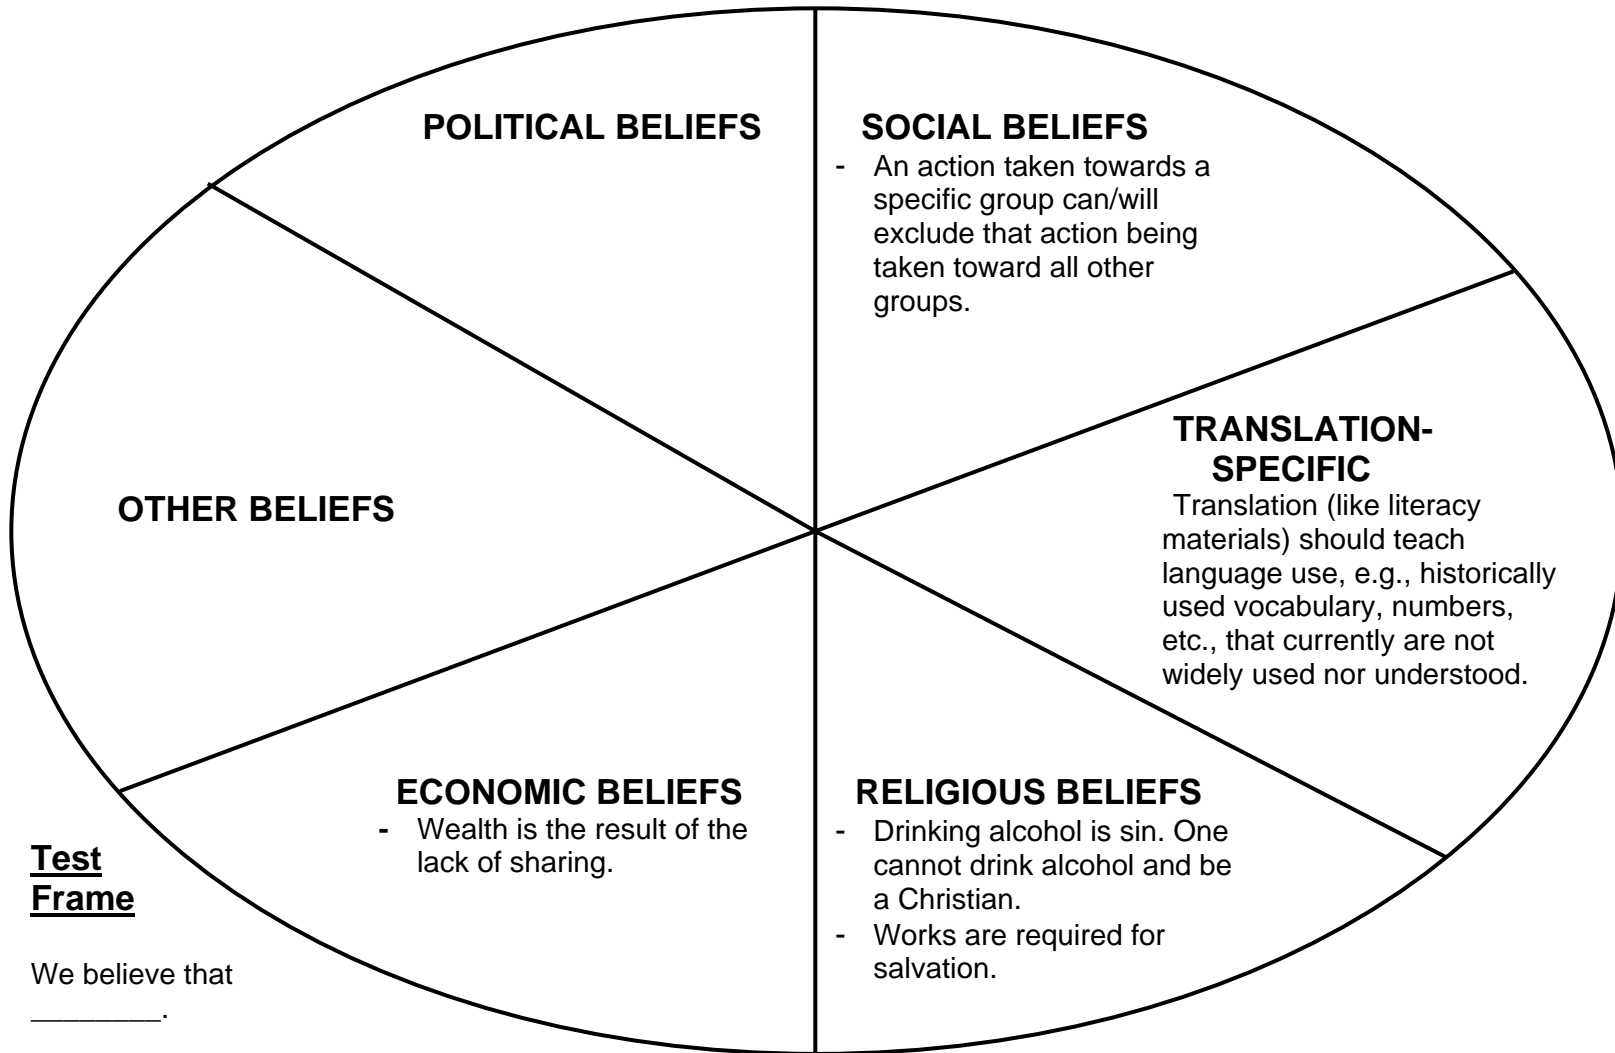 POLITICAL BELIEFS
SOCIAL BELIEFS
- An action taken towards a
specific group can/will
exclude that action being
taken toward all other
groups.
TRANSLATION-
SPECIFIC
Translation (like literacy
materials) should teach
language use, e.g., historically
used vocabulary, numbers,
etc., that currently are not
widely used nor understood.
OTHER BELIEFS
ECONOMIC BELIEFS
- Wealth is the result of the
lack of sharing.
RELIGIOUS BELIEFS
- Drinking alcohol is sin. One
cannot drink alcohol and be
a Christian.
- Works are required for
salvation.
Test
Frame
We believe that
________.